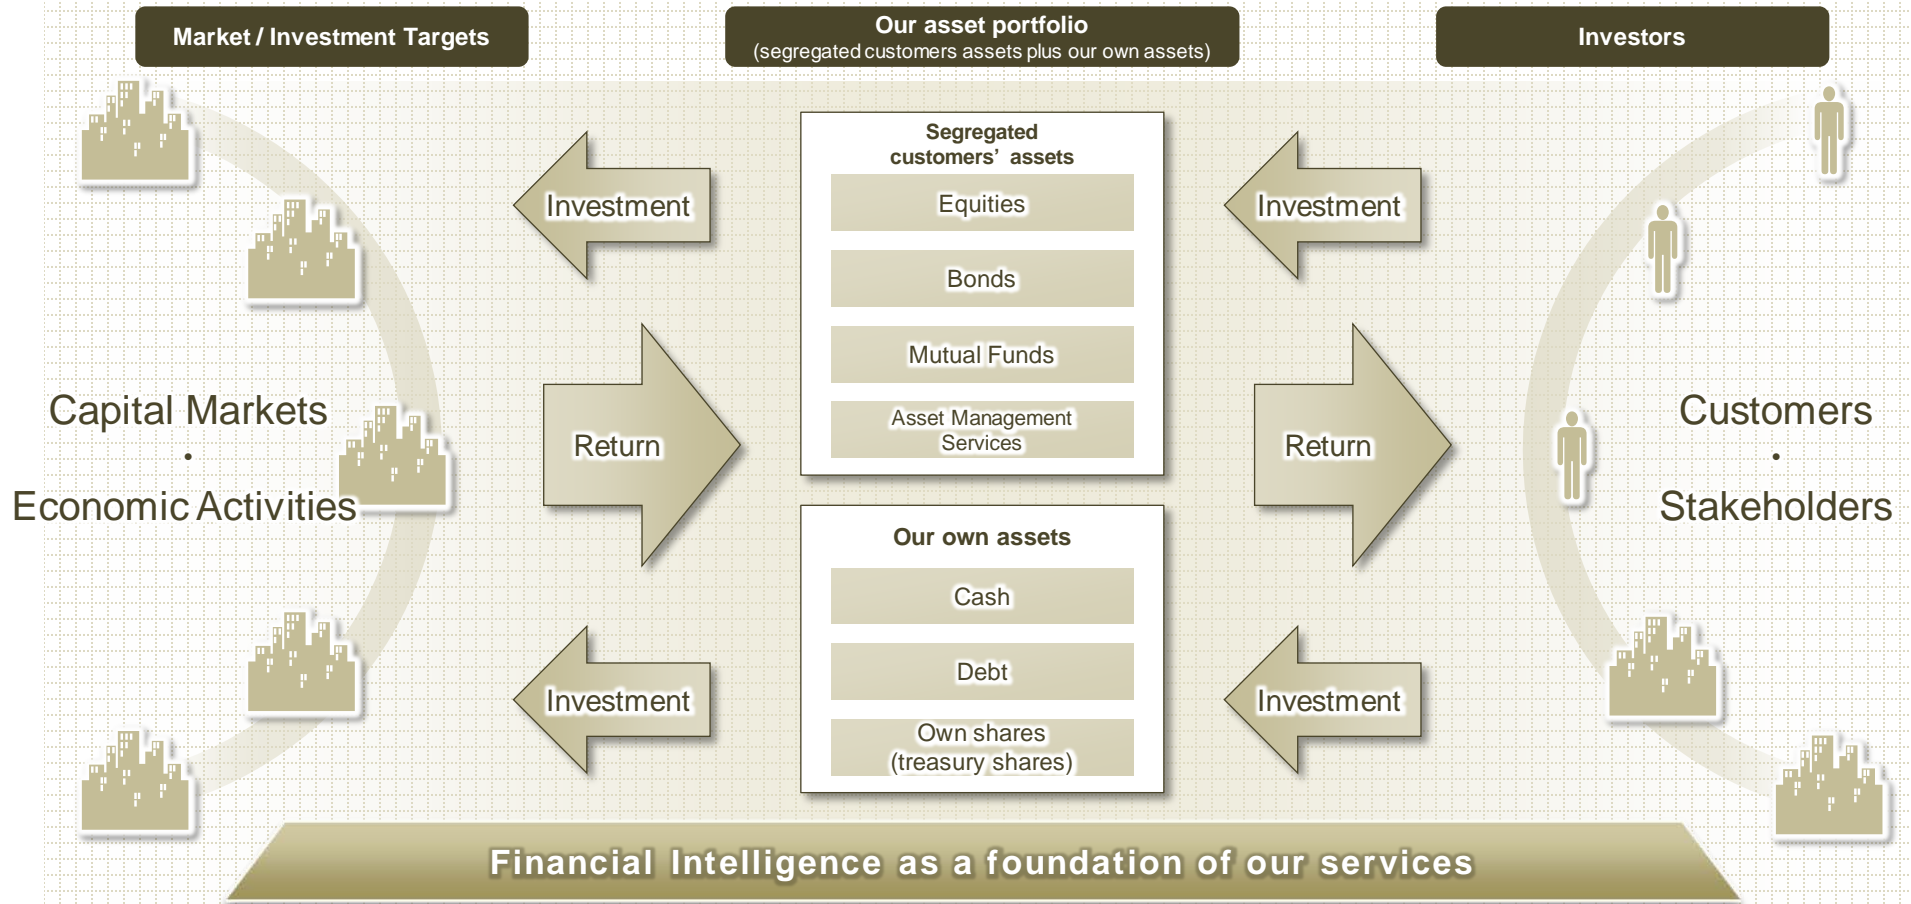 Market / Investment Targets
Our asset portfolio
(segregated customers assets plus our own assets)
Investors
Segregated
customers’ assets
Equities
Bonds
Mutual Funds
Asset Management
Services
Investment
Investment
Return
Return
Capital Markets
・
Economic Activities
Customers
・
Stakeholders
Our own assets
Cash
Debt
Own shares
(treasury shares)
Investment
Investment
Financial Intelligence as a foundation of our services